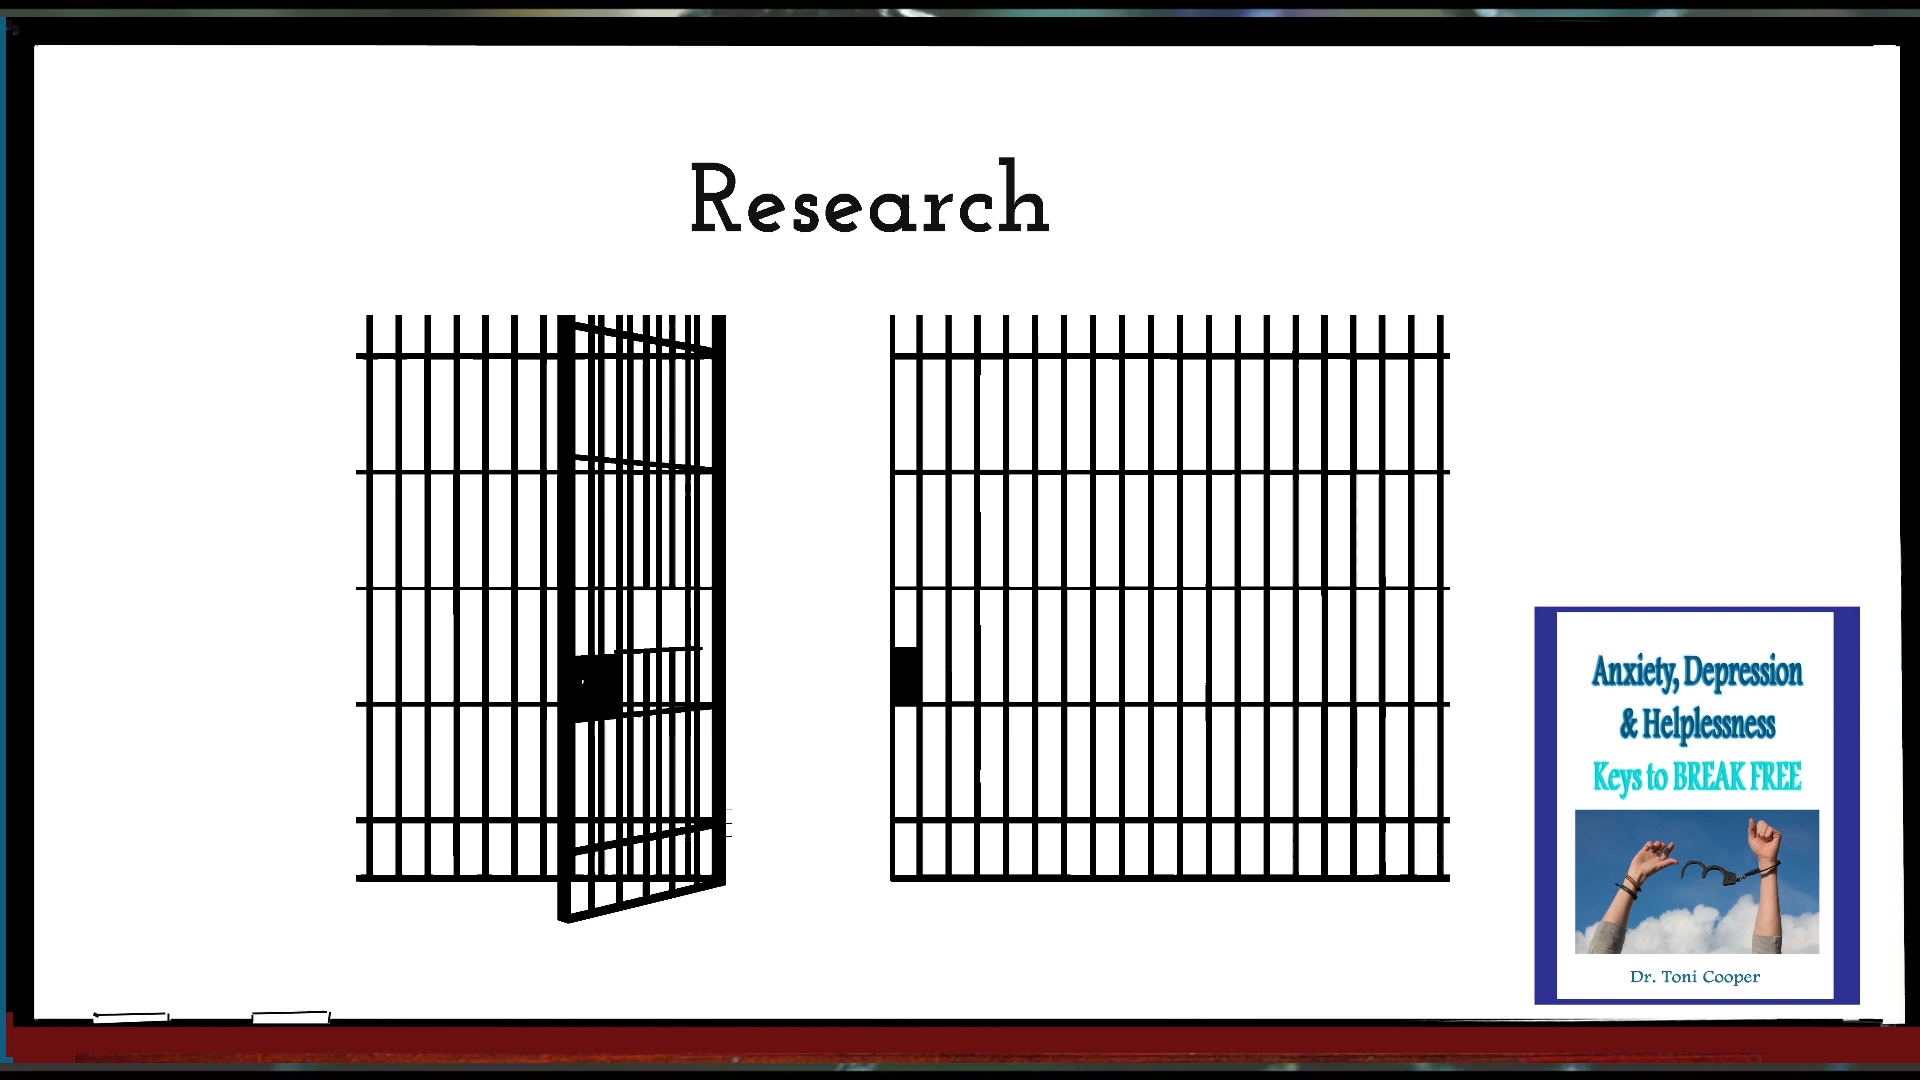 Research
Anxiety, Depression
& Helplessness
Keys to BREAK FREE
Dr. Toni Cooper